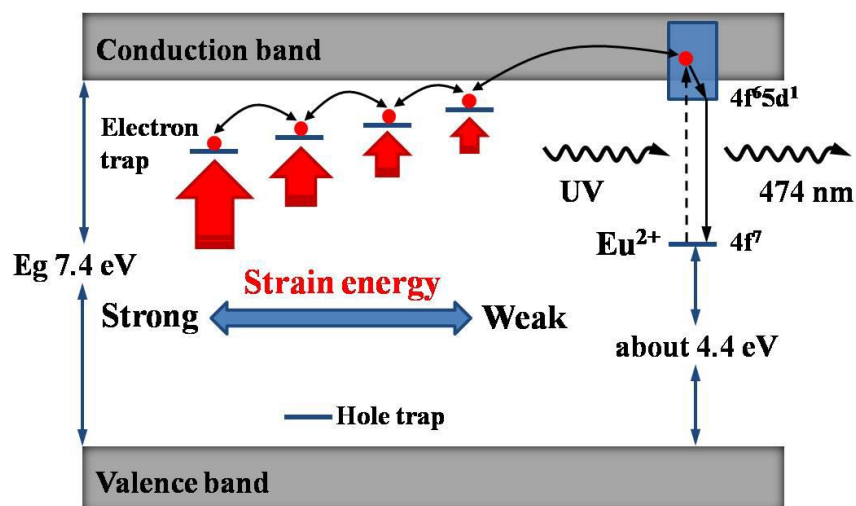 Conduction band
4f⁶5d¹
Electron
trap
UV
474 nm
Eu²⁺
4f⁷
Eg 7.4 eV
Strain energy
Strong
Weak
about 4.4 eV
Hole trap
Valence band